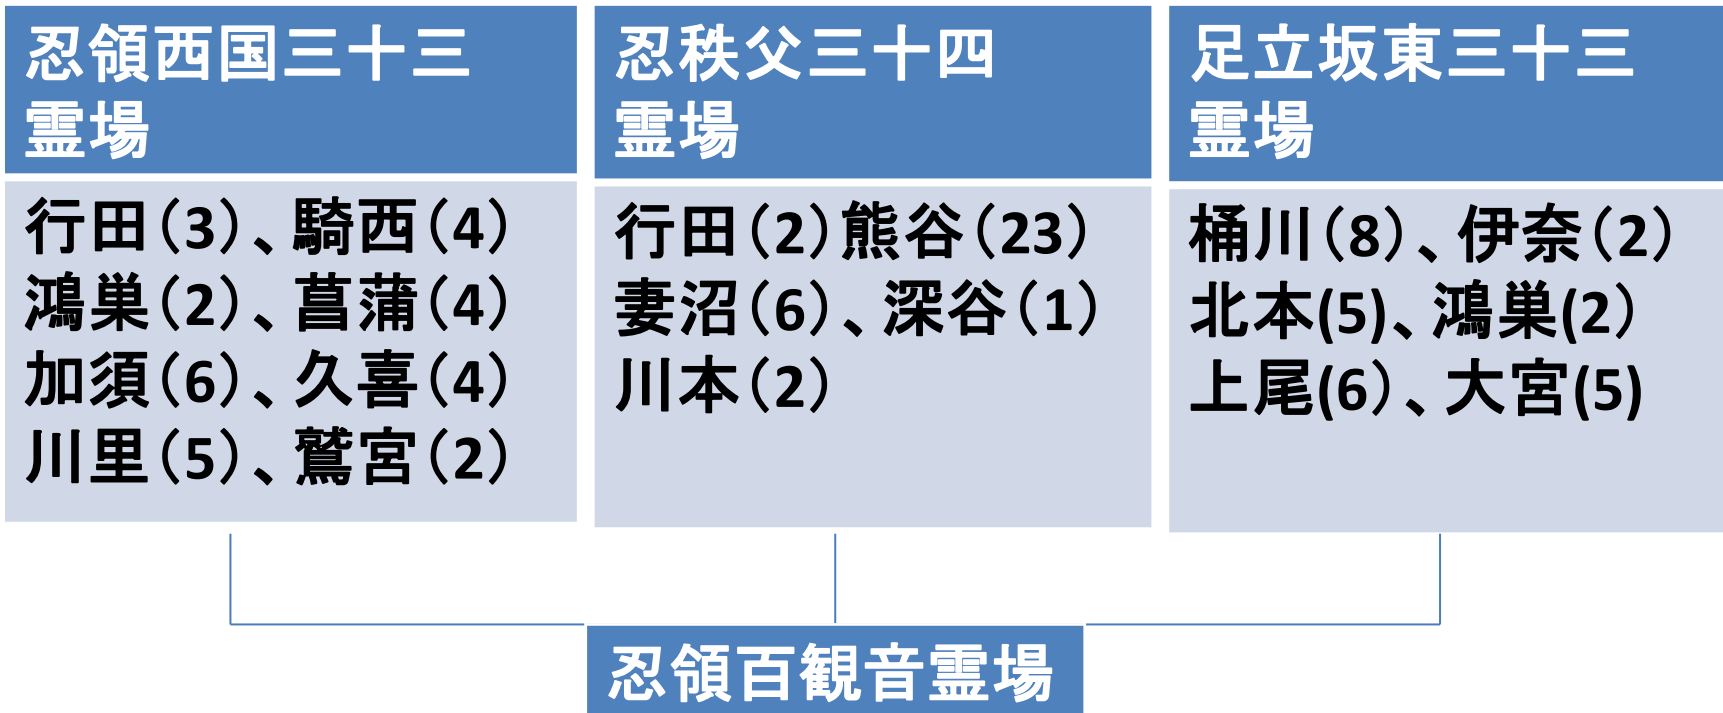 忍領西国三十三
霊場
行田（3）、騎西（4）
鴻巣（2）、菖蒲（4）
加須（6）、久喜（4）
川里（5）、鷲宮（2）
忍秩父三十四
霊場
行田（2）熊谷（23）
妻沼（6）、深谷（1）
川本（2）
足立坂東三十三
霊場
桶川（8）、伊奈（2）
北本(5)、鴻巣(2）
上尾(6）、大宮(5)
忍領百観音霊場